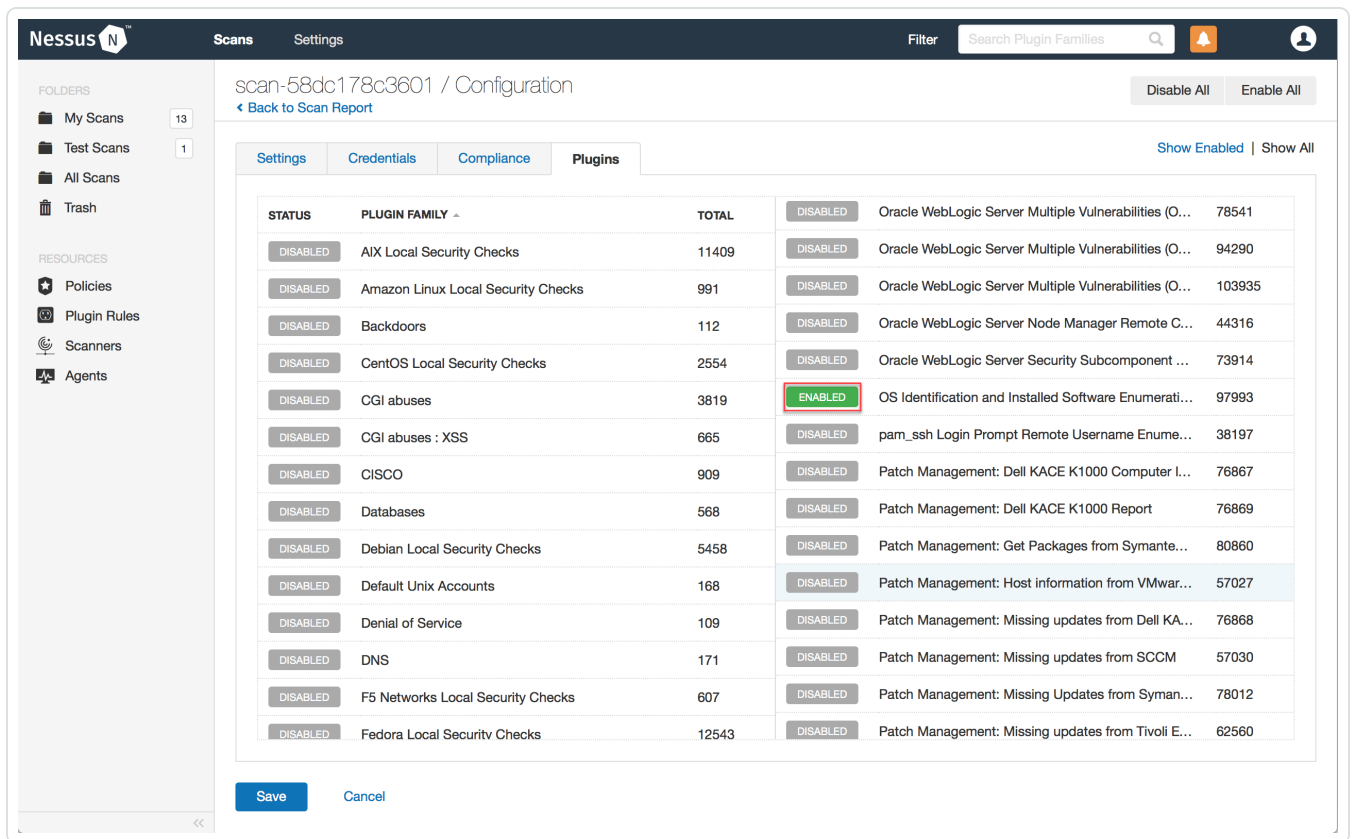 Nessus N ™
Scans Settings Filter Search Plugin Families
FOLDERS
My Scans 13
Test Scans 1
All Scans
Trash
RESOURCES
Policies
Plugin Rules
Scanners
Agents
scan-58dc178c3601 / Configuration
Back to Scan Report
Disable All Enable All
Settings Credentials Compliance Plugins
Show Enabled | Show All
STATUS PLUGIN FAMILY TOTAL
DISABLED AIX Local Security Checks 11409
DISABLED Amazon Linux Local Security Checks 991
DISABLED Backdoors 112
DISABLED CentOS Local Security Checks 2554
DISABLED CGI abuses 3819
DISABLED CGI abuses : XSS 665
DISABLED CISCO 909
DISABLED Databases 568
DISABLED Debian Local Security Checks 5458
DISABLED Default Unix Accounts 168
DISABLED Denial of Service 109
DISABLED DNS 171
DISABLED F5 Networks Local Security Checks 607
DISABLED Fedora Local Security Checks 12543
DISABLED Oracle WebLogic Server Multiple Vulnerabilities (O... 78541
DISABLED Oracle WebLogic Server Multiple Vulnerabilities (O... 94290
DISABLED Oracle WebLogic Server Multiple Vulnerabilities (O... 103935
DISABLED Oracle WebLogic Server Node Manager Remote C... 44316
DISABLED Oracle WebLogic Server Security Subcomponent ... 73914
ENABLED OS Identification and Installed Software Enumerati... 97993
DISABLED pam_ssh Login Prompt Remote Username Enume... 38197
DISABLED Patch Management: Dell KACE K1000 Computer I... 76867
DISABLED Patch Management: Dell KACE K1000 Report 76869
DISABLED Patch Management: Get Packages from Symante... 80860
DISABLED Patch Management: Host information from VMwar... 57027
DISABLED Patch Management: Missing updates from Dell KA... 76868
DISABLED Patch Management: Missing updates from SCCM 57030
DISABLED Patch Management: Missing Updates from Syman... 78012
DISABLED Patch Management: Missing updates from Tivoli E... 62560
Save Cancel